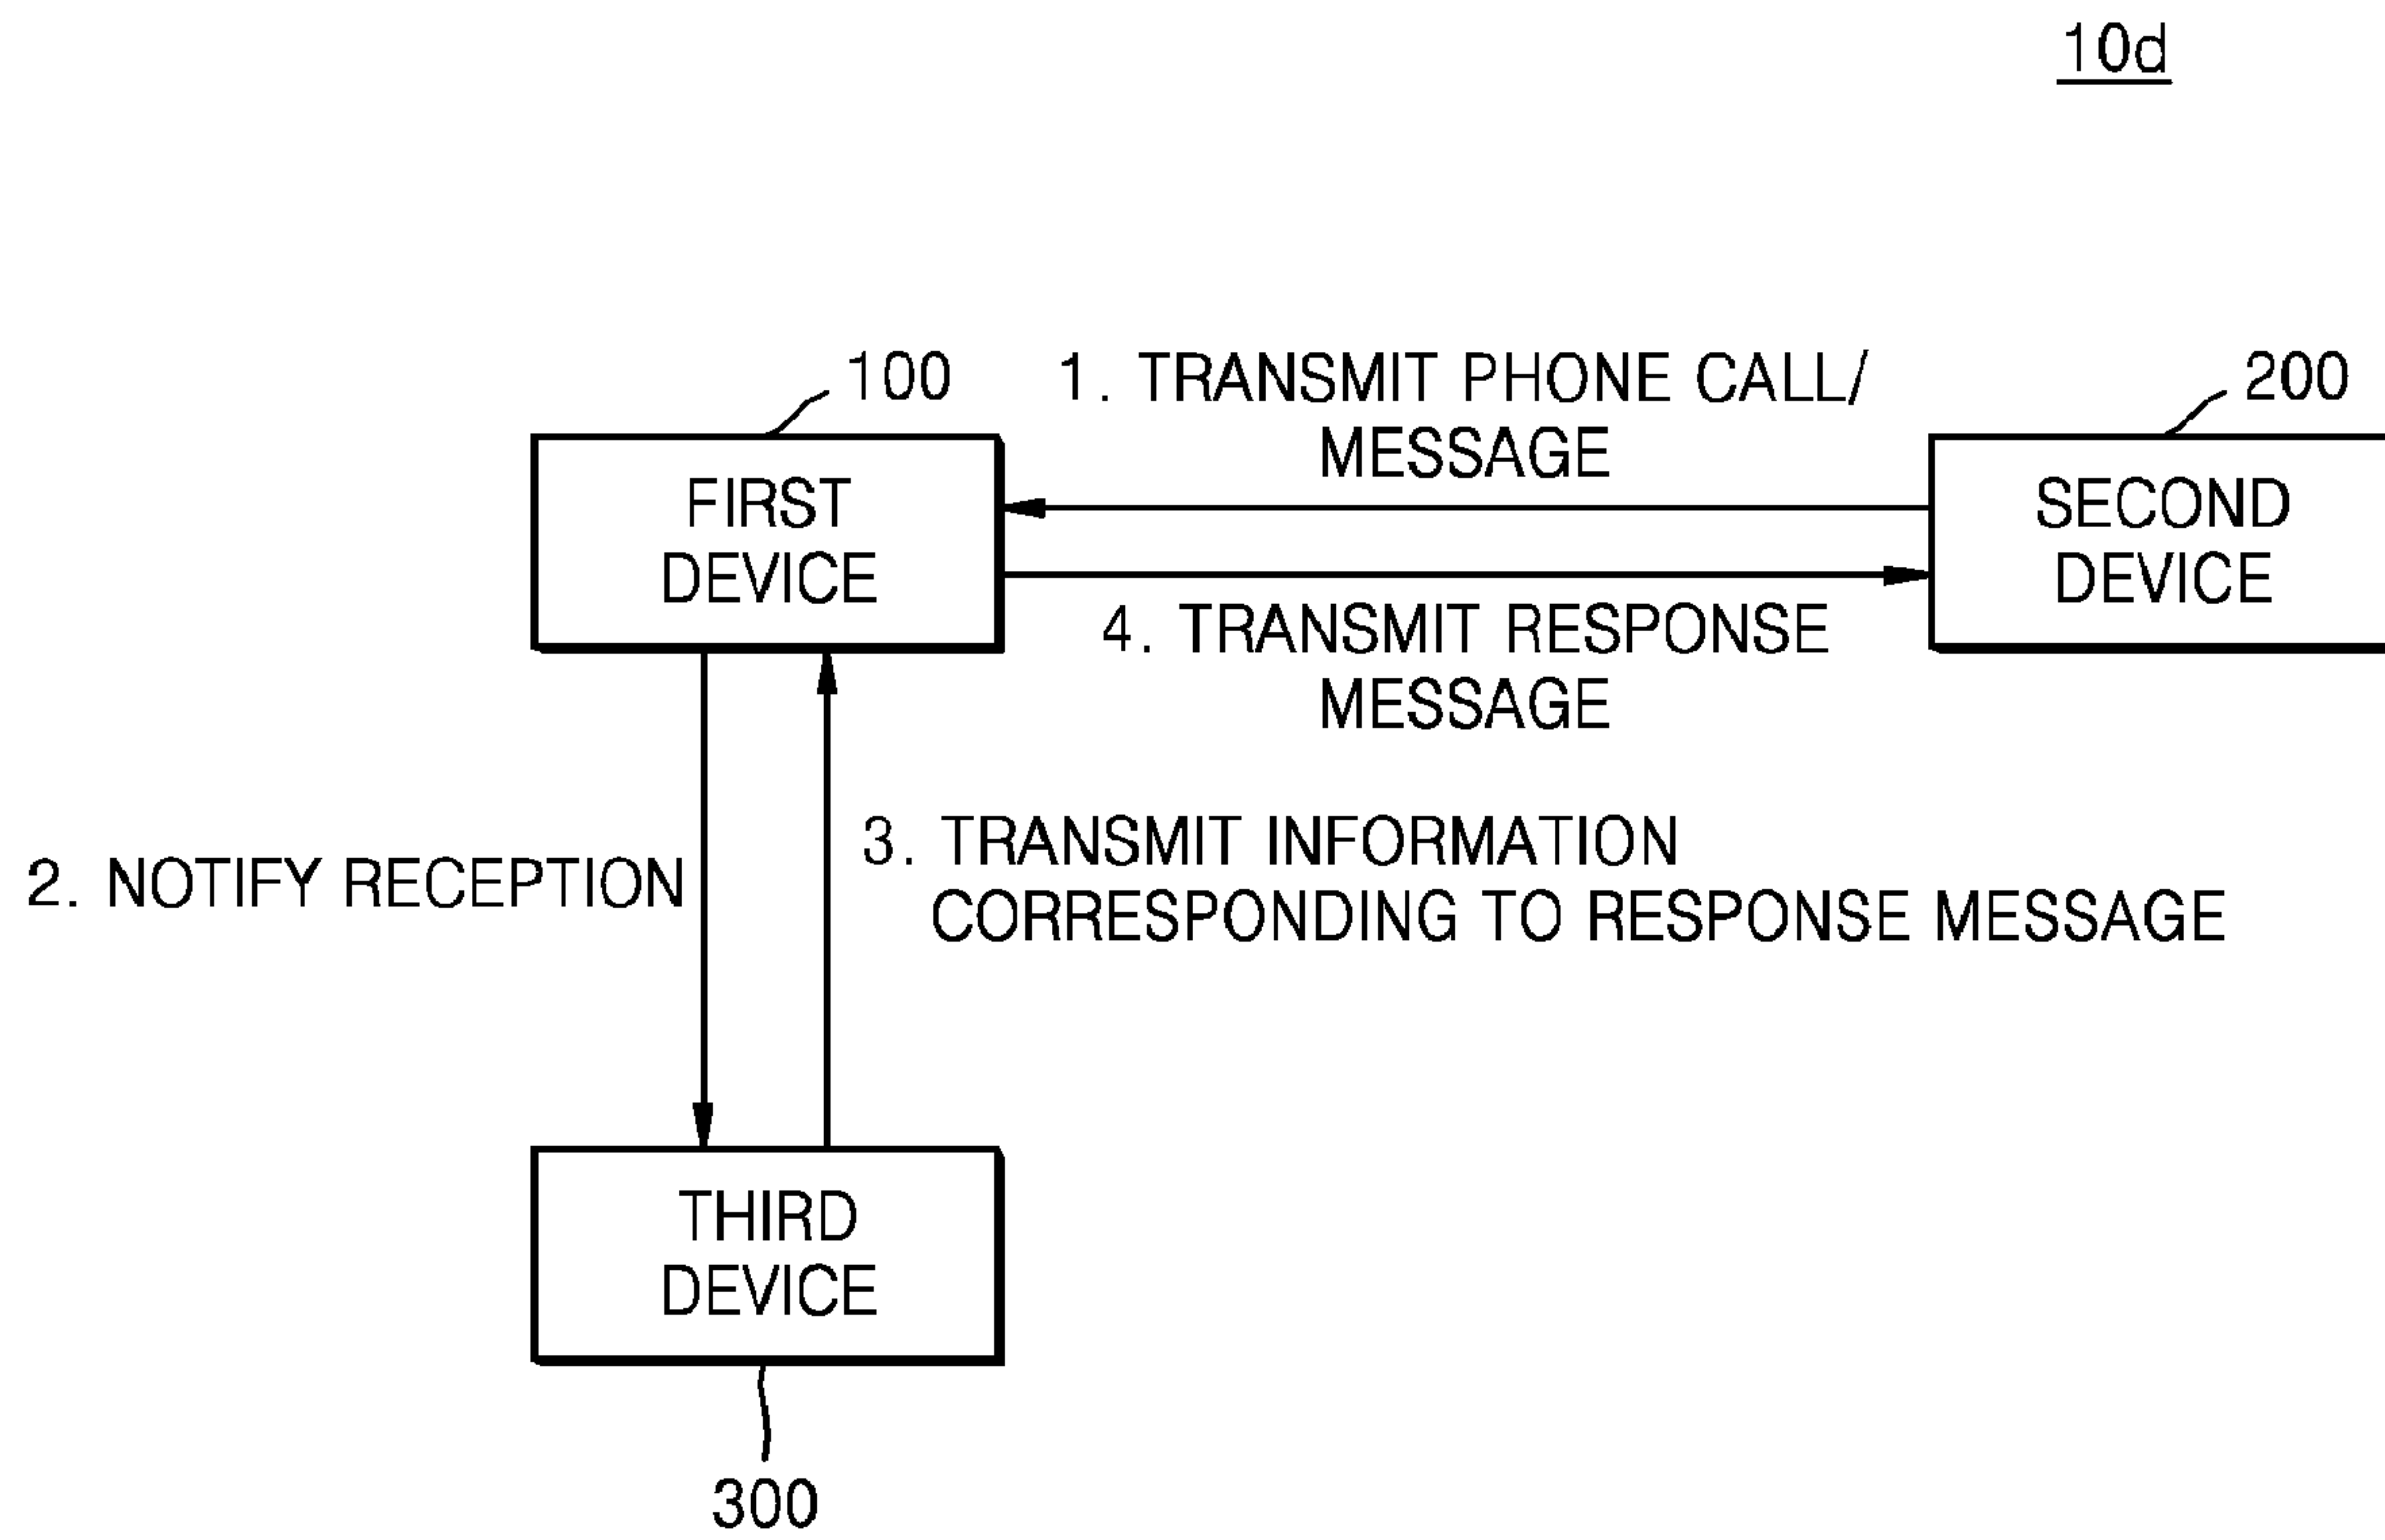 10d
100
1. TRANSMIT PHONE CALL/
MESSAGE
200
FIRST
DEVICE
SECOND
DEVICE
4. TRANSMIT RESPONSE
MESSAGE
2. NOTIFY RECEPTION
3. TRANSMIT INFORMATION
CORRESPONDING TO RESPONSE MESSAGE
THIRD
DEVICE
300